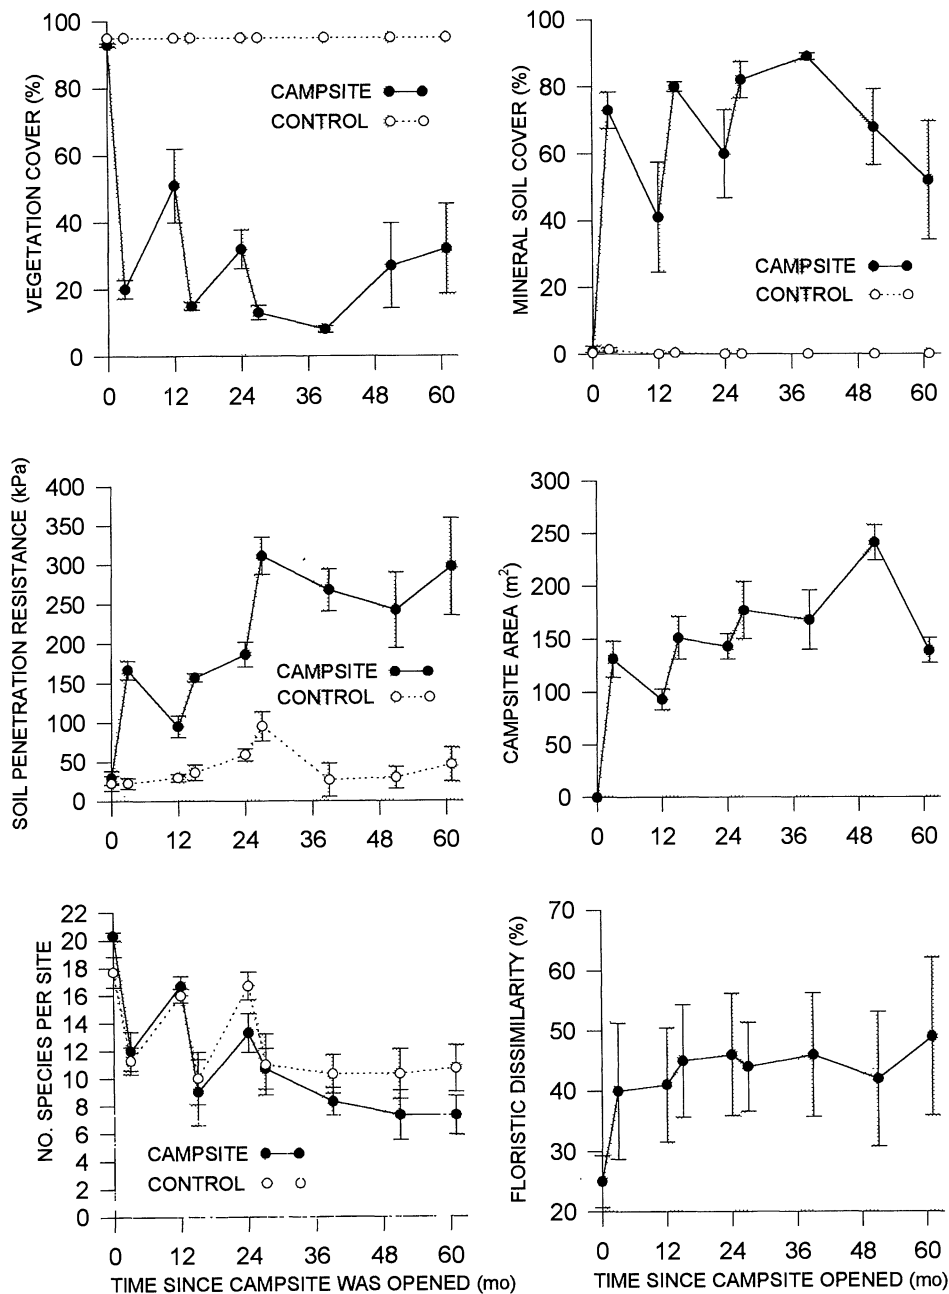 VEGETATION COVER (%)
100
80
60
40
20
0
CAMPSITE
CONTROL
0 12 24 36 48 60
MINERAL SOIL COVER (%)
100
80
60
40
20
0
CAMPSITE
CONTROL
0 12 24 36 48 60
SOIL PENETRATION RESISTANCE (kPa)
400
350
300
250
200
150
100
50
0
CAMPSITE
CONTROL
0 12 24 36 48 60
CAMPSITE AREA (m²)
300
250
200
150
100
50
0
0 12 24 36 48 60
NO. SPECIES PER SITE
22
20
18
16
14
12
10
8
6
4
2
0
CAMPSITE
CONTROL
0 12 24 36 48 60
TIME SINCE CAMPSITE WAS OPENED (mo)
FLORISTIC DISSIMILARITY (%)
70
60
50
40
30
20
0 12 24 36 48 60
TIME SINCE CAMPSITE OPENED (mo)